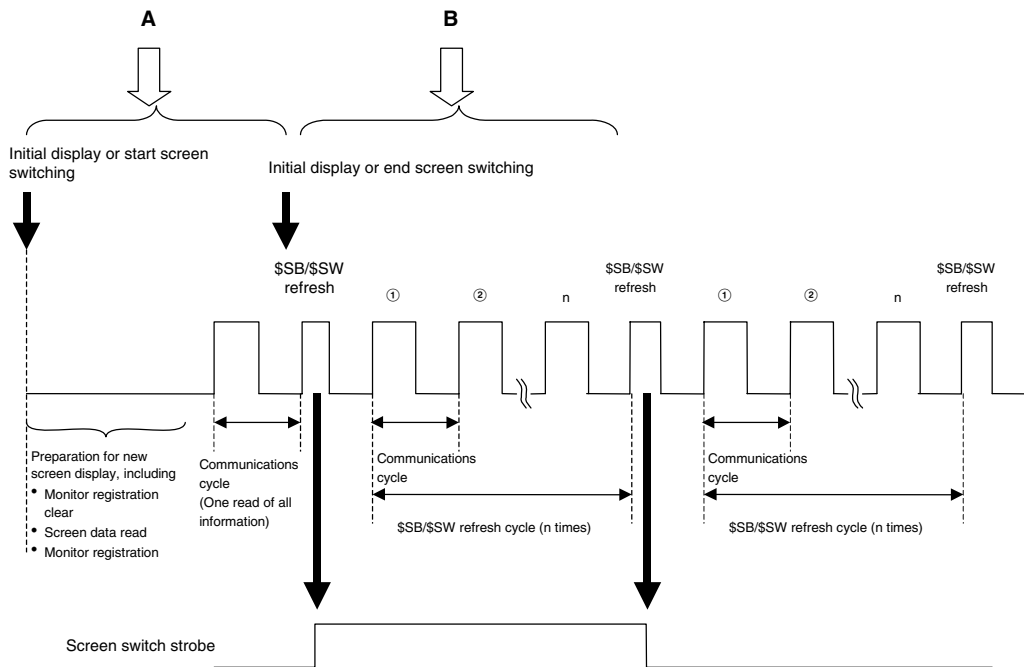 A
B
Initial display or start screen
switching
Initial display or end screen switching
$SB/$SW
refresh
①
②
n
$SB/$SW
refresh
①
②
n
$SB/$SW
refresh
Preparation for new
screen display, including
• Monitor registration
clear
• Screen data read
• Monitor registration
Communications
cycle
(One read of all
information)
Communications
cycle
$SB/$SW refresh cycle (n times)
Communications
cycle
$SB/$SW refresh cycle (n times)
Screen switch strobe